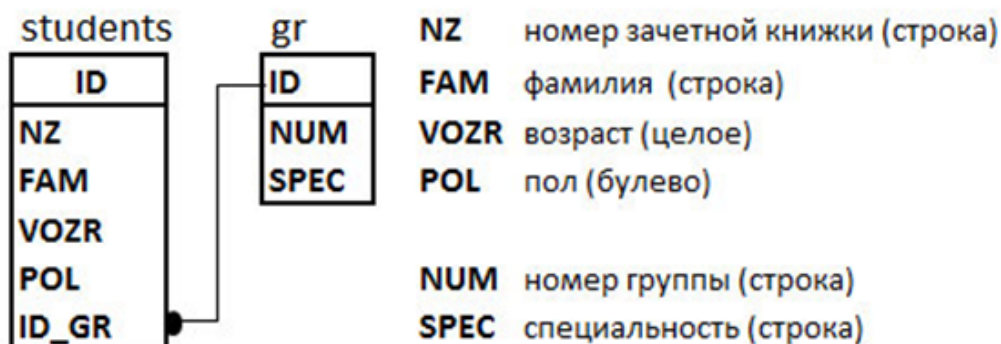 students
ID
NZ
FAM
VOZR
POL
ID_GR
gr
ID
NUM
SPEC
NZ номер зачетной книжки (строка)
FAM фамилия (строка)
VOZR возраст (целое)
POL пол (булево)
NUM номер группы (строка)
SPEC специальность (строка)